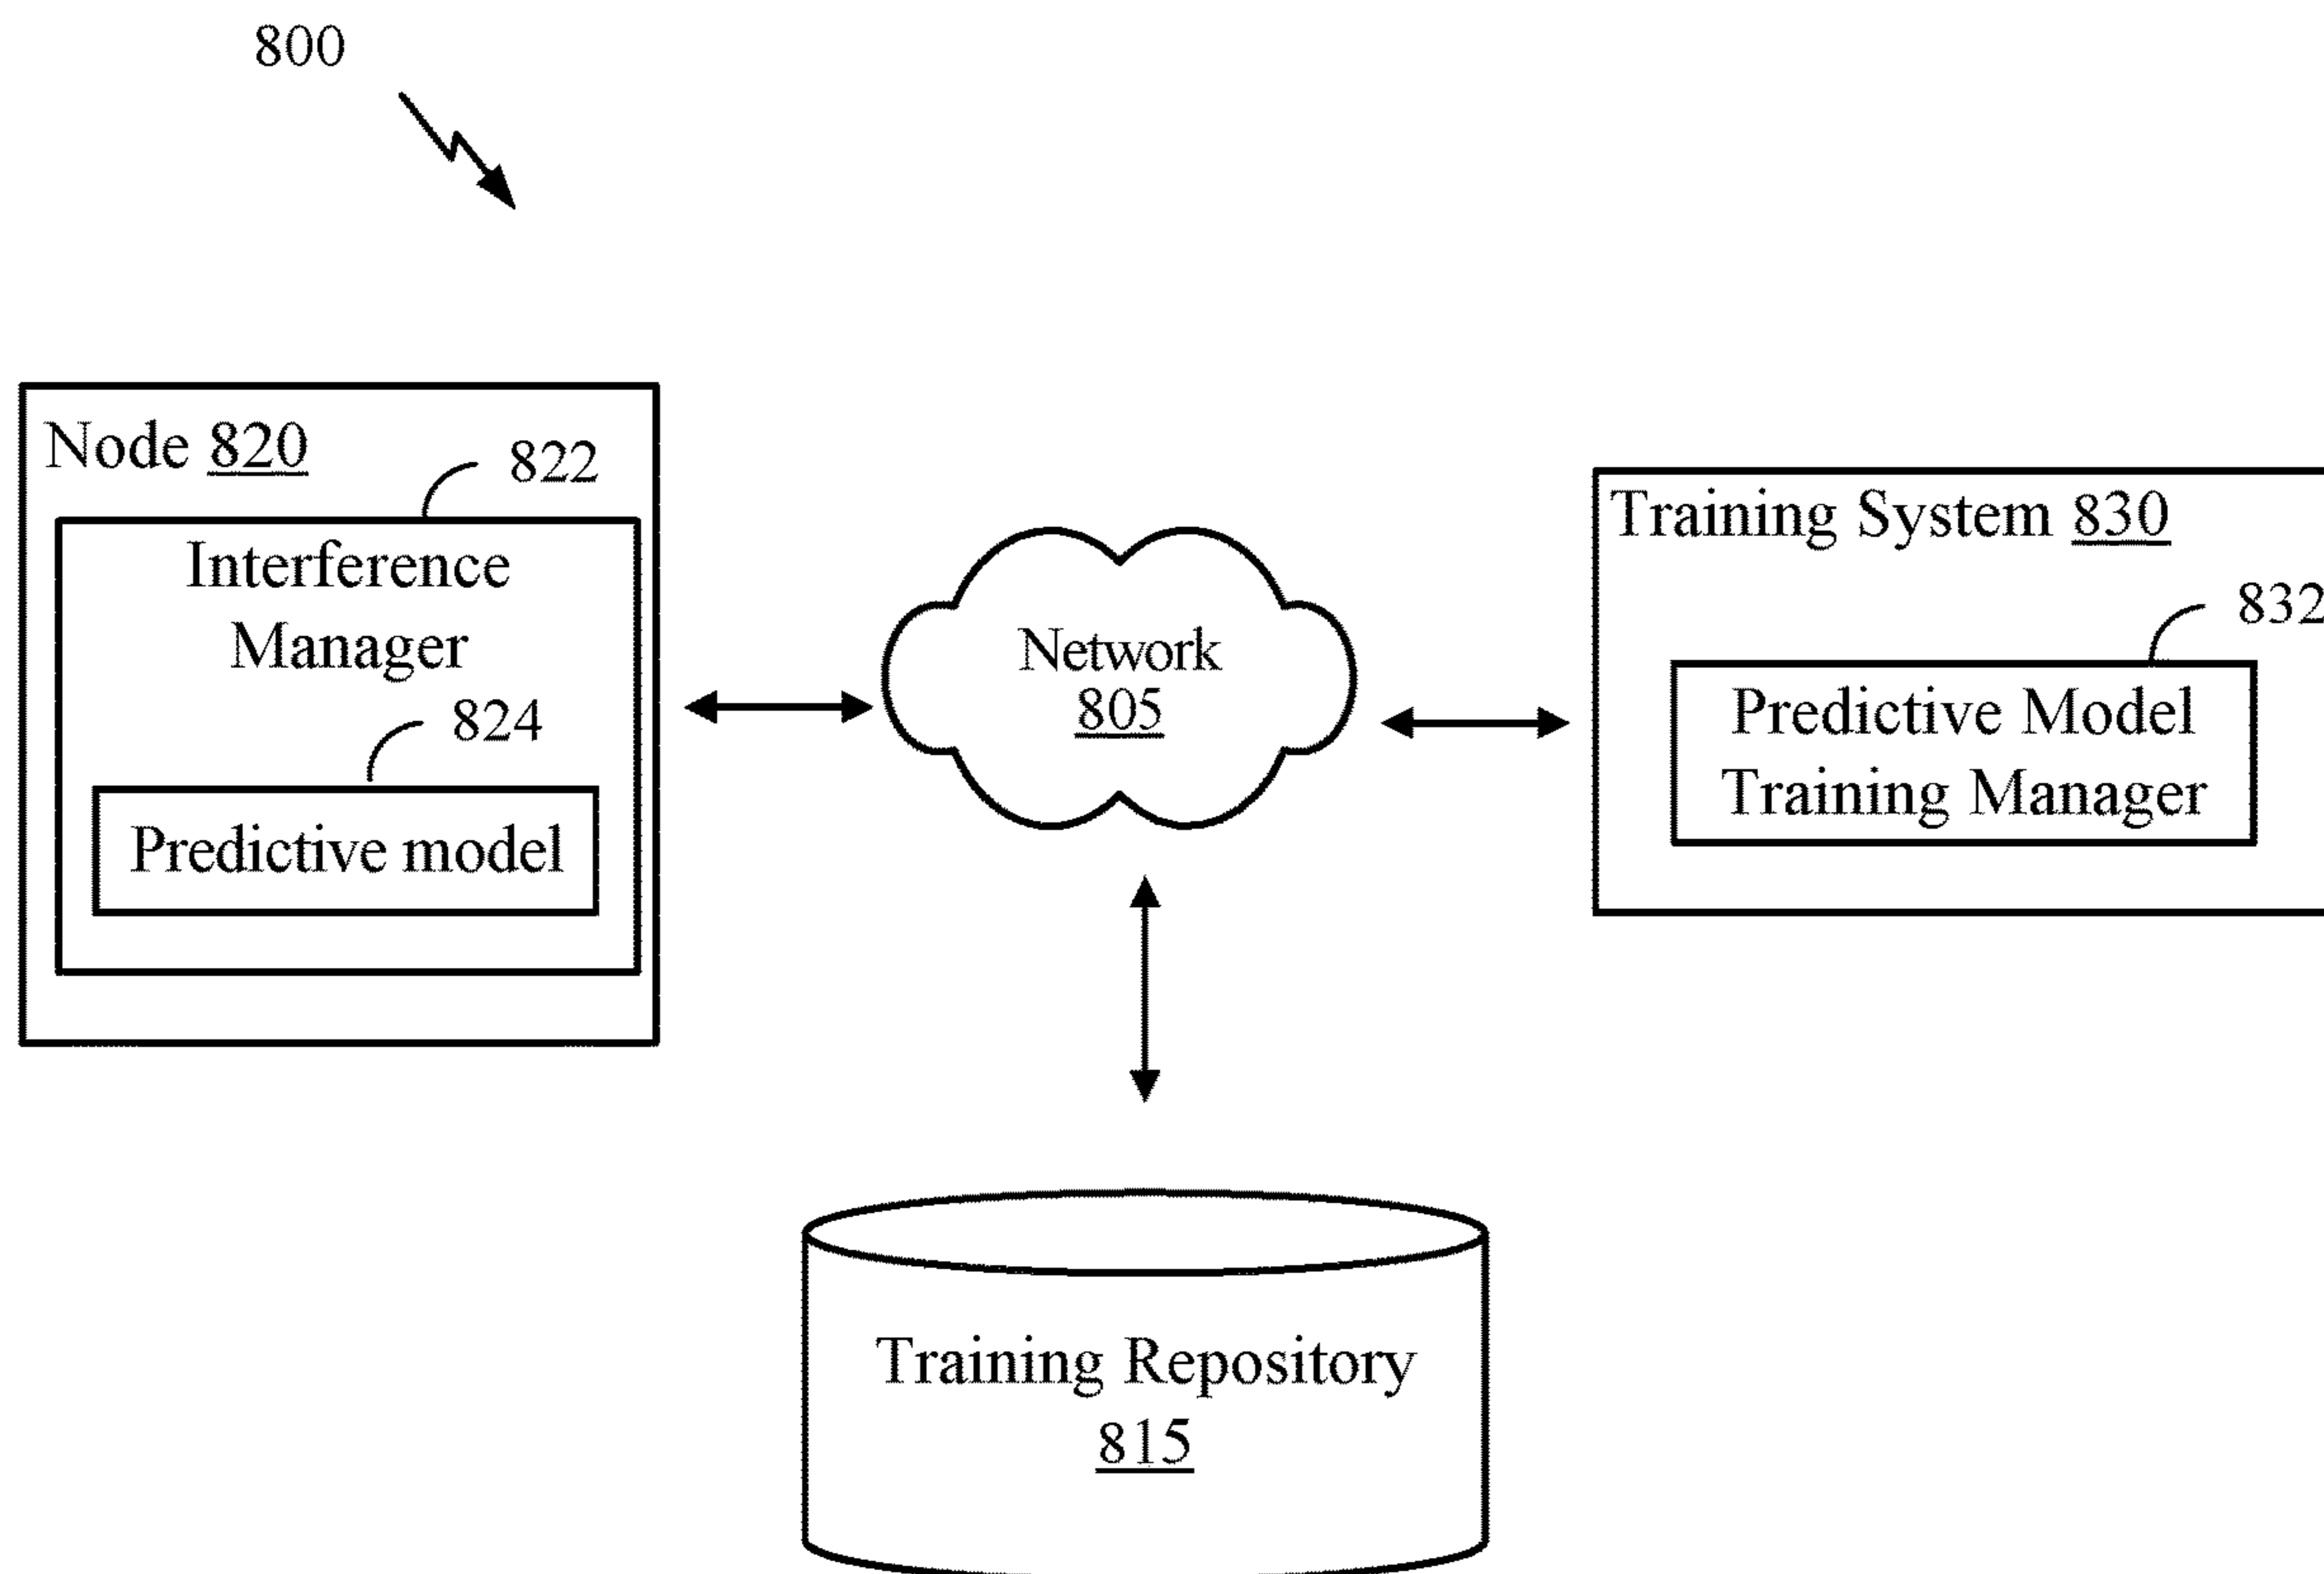 800
Node 820
822
Interference
Manager
824
Predictive model
Network
805
Training System 830
832
Predictive Model
Training Manager
Training Repository
815